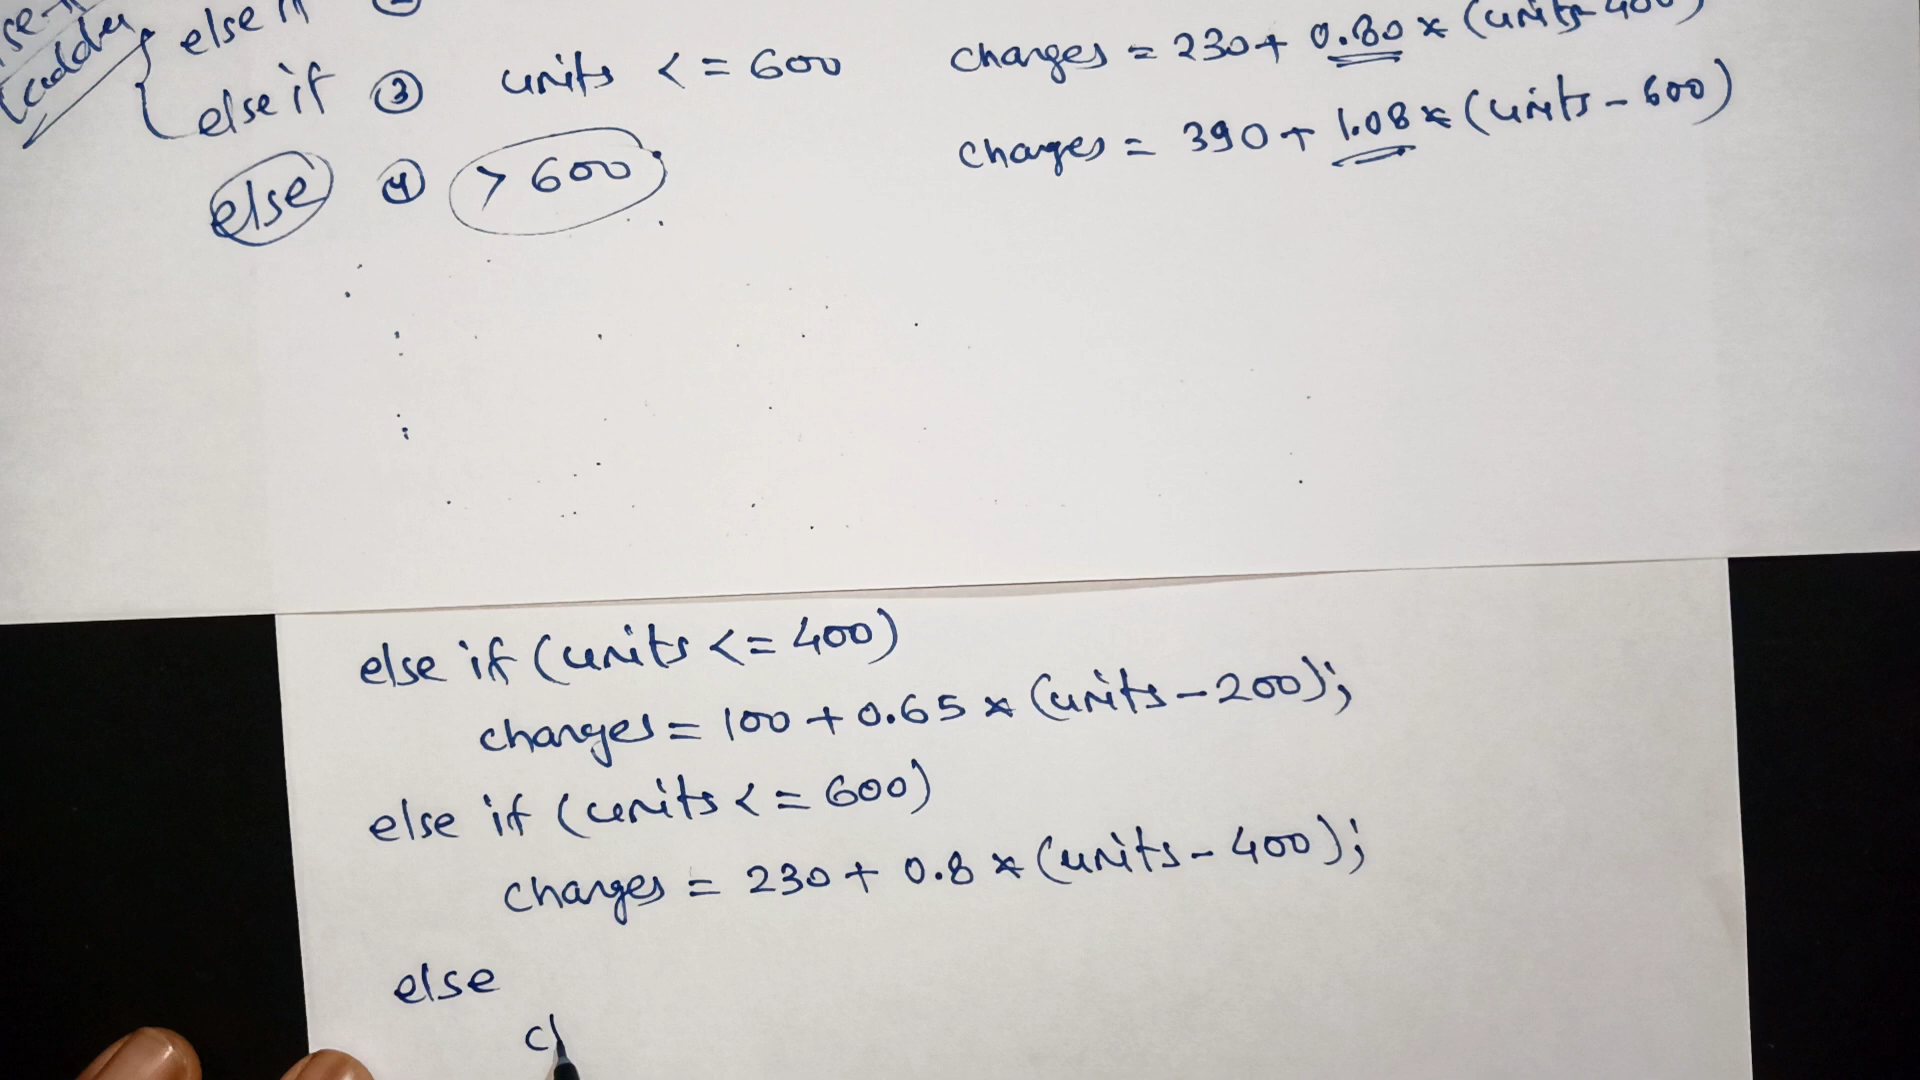 ladder
else if
else if ③ units <= 600 charges = 230 + 0.80 * (units - 400)
else ④ > 600 charges = 390 + 1.08 * (units - 600)
else if (units <= 400)
charges = 100 + 0.65 * (units - 200);
else if (units <= 600)
charges = 230 + 0.8 * (units - 400);
else
ch